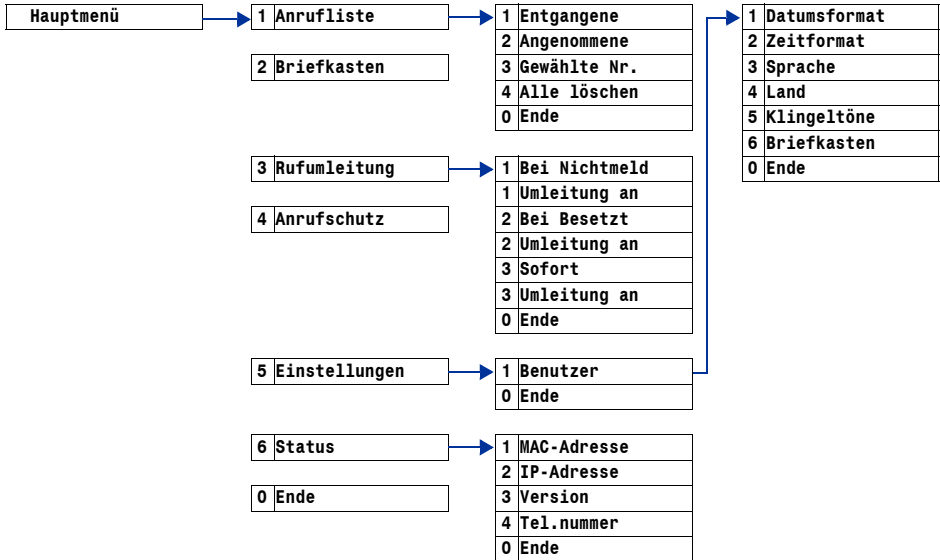 Hauptmenü
1 Anrufliste
2 Briefkasten
3 Rufumleitung
4 Anrufschutz
5 Einstellungen
6 Status
0 Ende
1 Entgangene
2 Angenommene
3 Gewählte Nr.
4 Alle löschen
0 Ende
1 Bei Nichtmeld
1 Umleitung an
2 Bei Besetzt
2 Umleitung an
3 Sofort
3 Umleitung an
0 Ende
1 Benutzer
0 Ende
1 MAC-Adresse
2 IP-Adresse
3 Version
4 Tel.nummer
0 Ende
1 Datumsformat
2 Zeitformat
3 Sprache
4 Land
5 Klingeltöne
6 Briefkasten
0 Ende